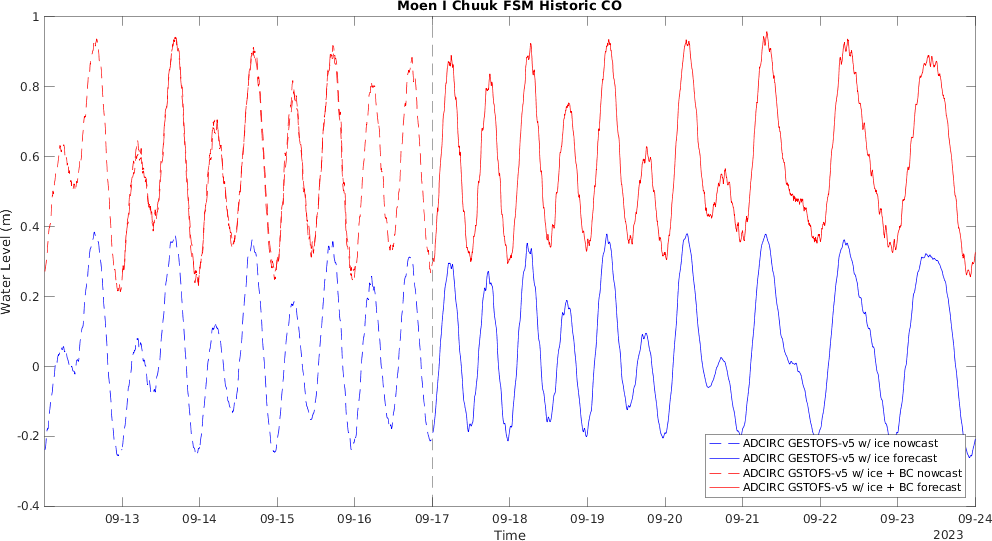 Moen I Chuuk FSM Historic CO
Water Level (m)
1
0.8
0.6
0.4
0.2
0
-0.2
-0.4
ADCIRC GESTOFS-v5 w/ ice nowcast
ADCIRC GESTOFS-v5 w/ ice forecast
ADCIRC GSTOFS-v5 w/ ice + BC nowcast
ADCIRC GSTOFS-v5 w/ ice + BC forecast
09-13 09-14 09-15 09-16 09-17 09-18 09-19 09-20 09-21 09-22 09-23 09-24
Time
2023